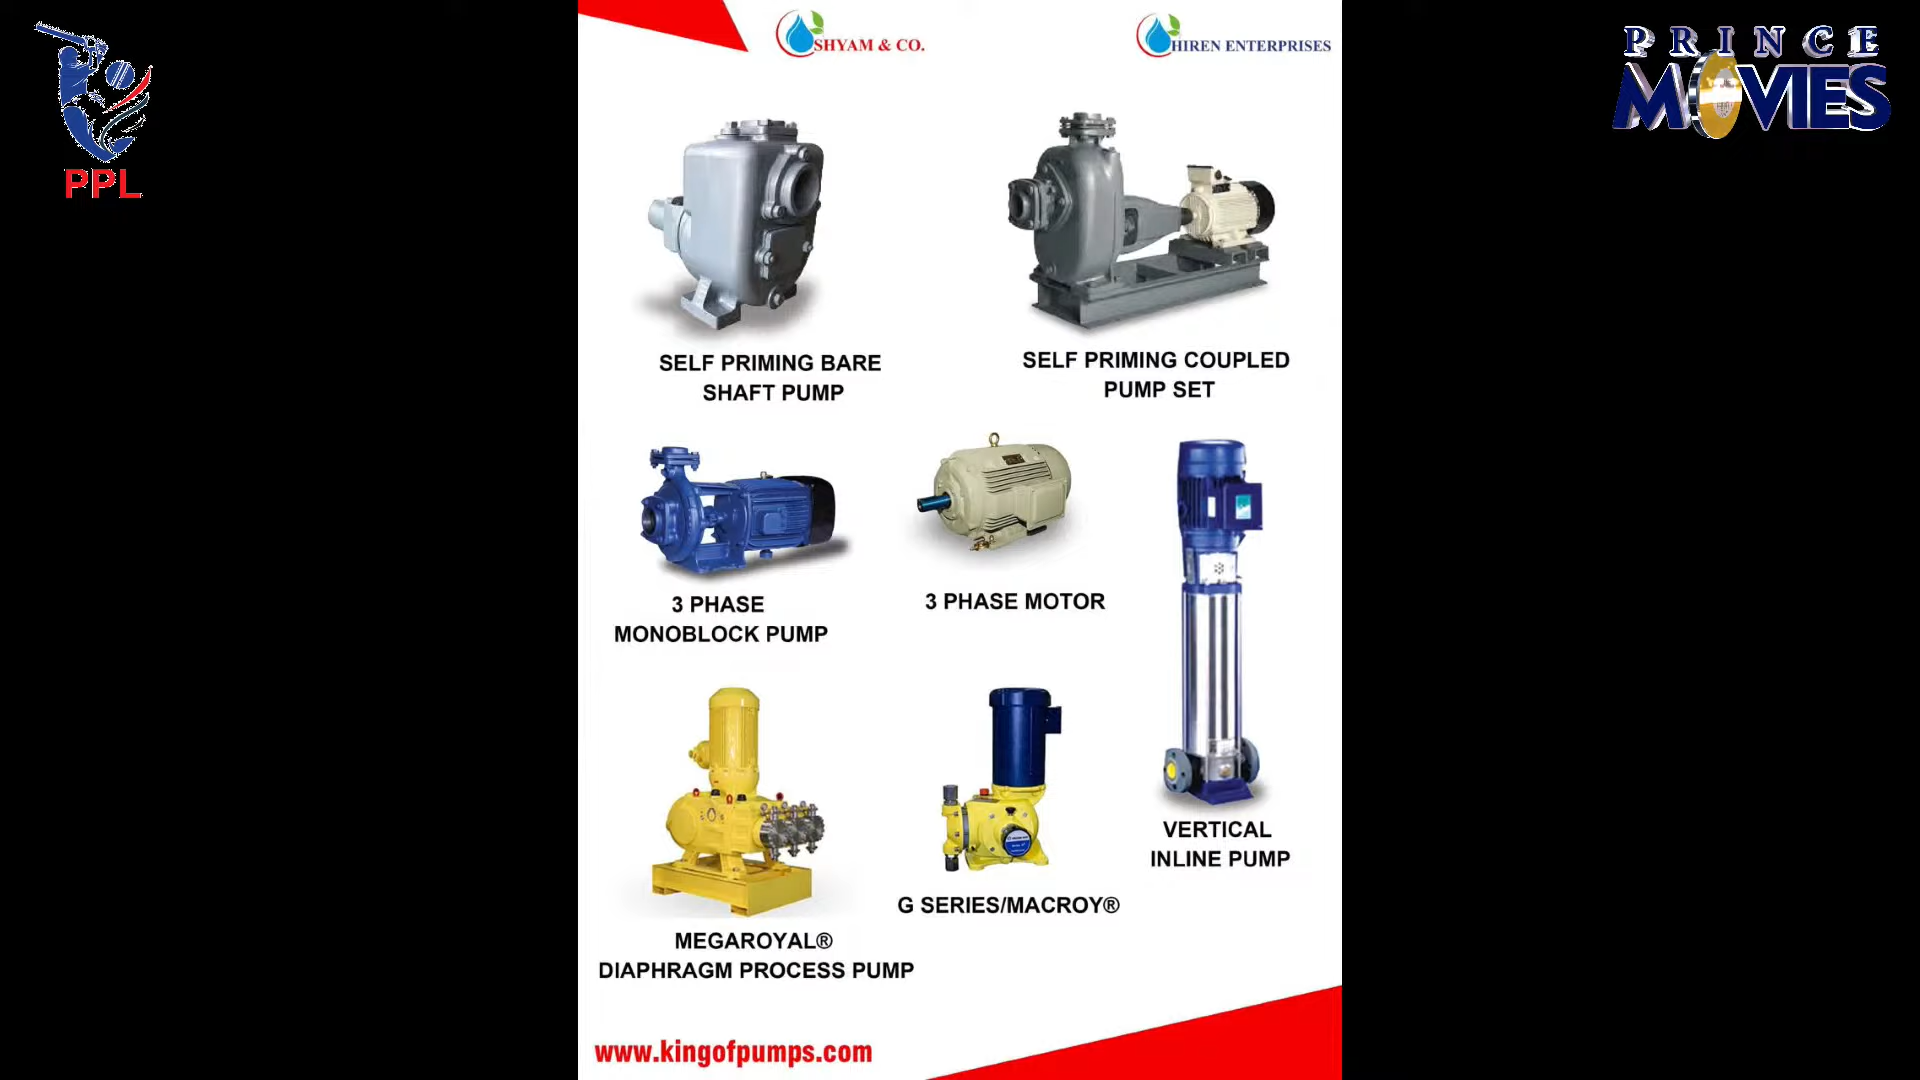 PPL
SHYAM & CO.
HIREN ENTERPRISES
PRINCE
MOVIES
SELF PRIMING BARE
SHAFT PUMP
SELF PRIMING COUPLED
PUMP SET
3 PHASE
MONOBLOCK PUMP
3 PHASE MOTOR
VERTICAL
INLINE PUMP
MEGAROYAL®
DIAPHRAGM PROCESS PUMP
G SERIES/MACROY®
www.kingofpumps.com